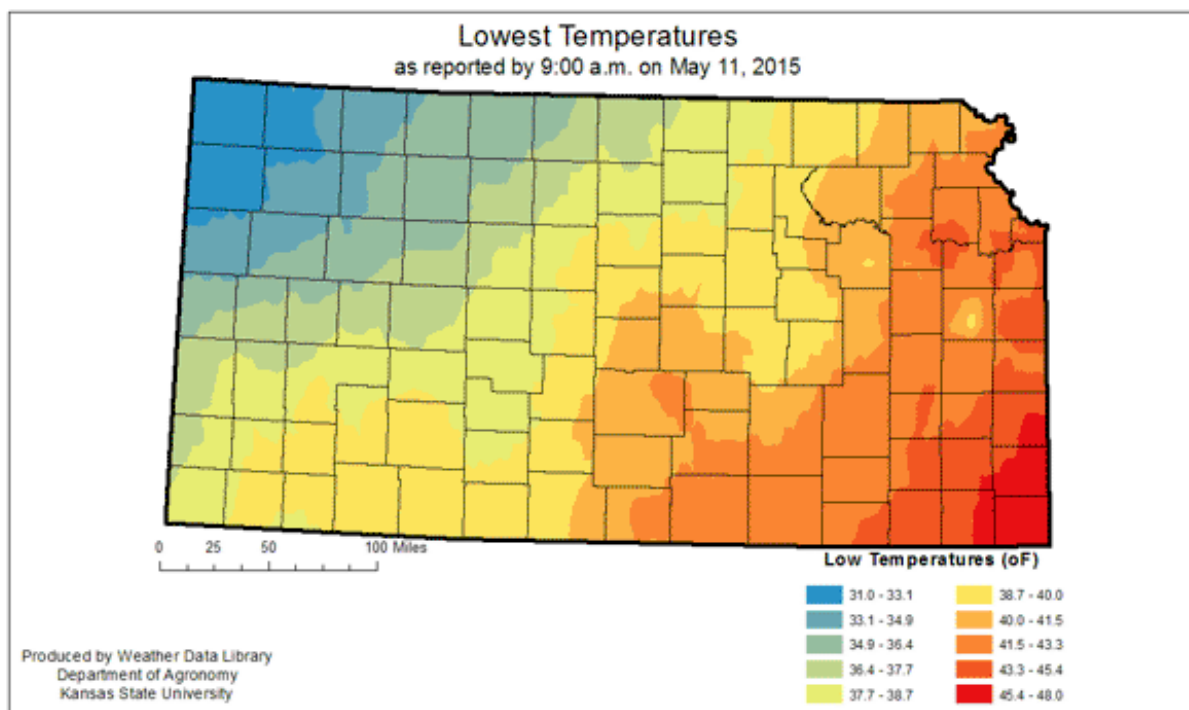 Lowest Temperatures
as reported by 9:00 a.m. on May 11, 2015
0 25 50 100 Miles
Low Temperatures (oF)
31.0 - 33.1 38.7 - 40.0
33.1 - 34.9 40.0 - 41.5
34.9 - 36.4 41.5 - 43.3
36.4 - 37.7 43.3 - 45.4
37.7 - 38.7 45.4 - 48.0
Produced by Weather Data Library
Department of Agronomy
Kansas State University